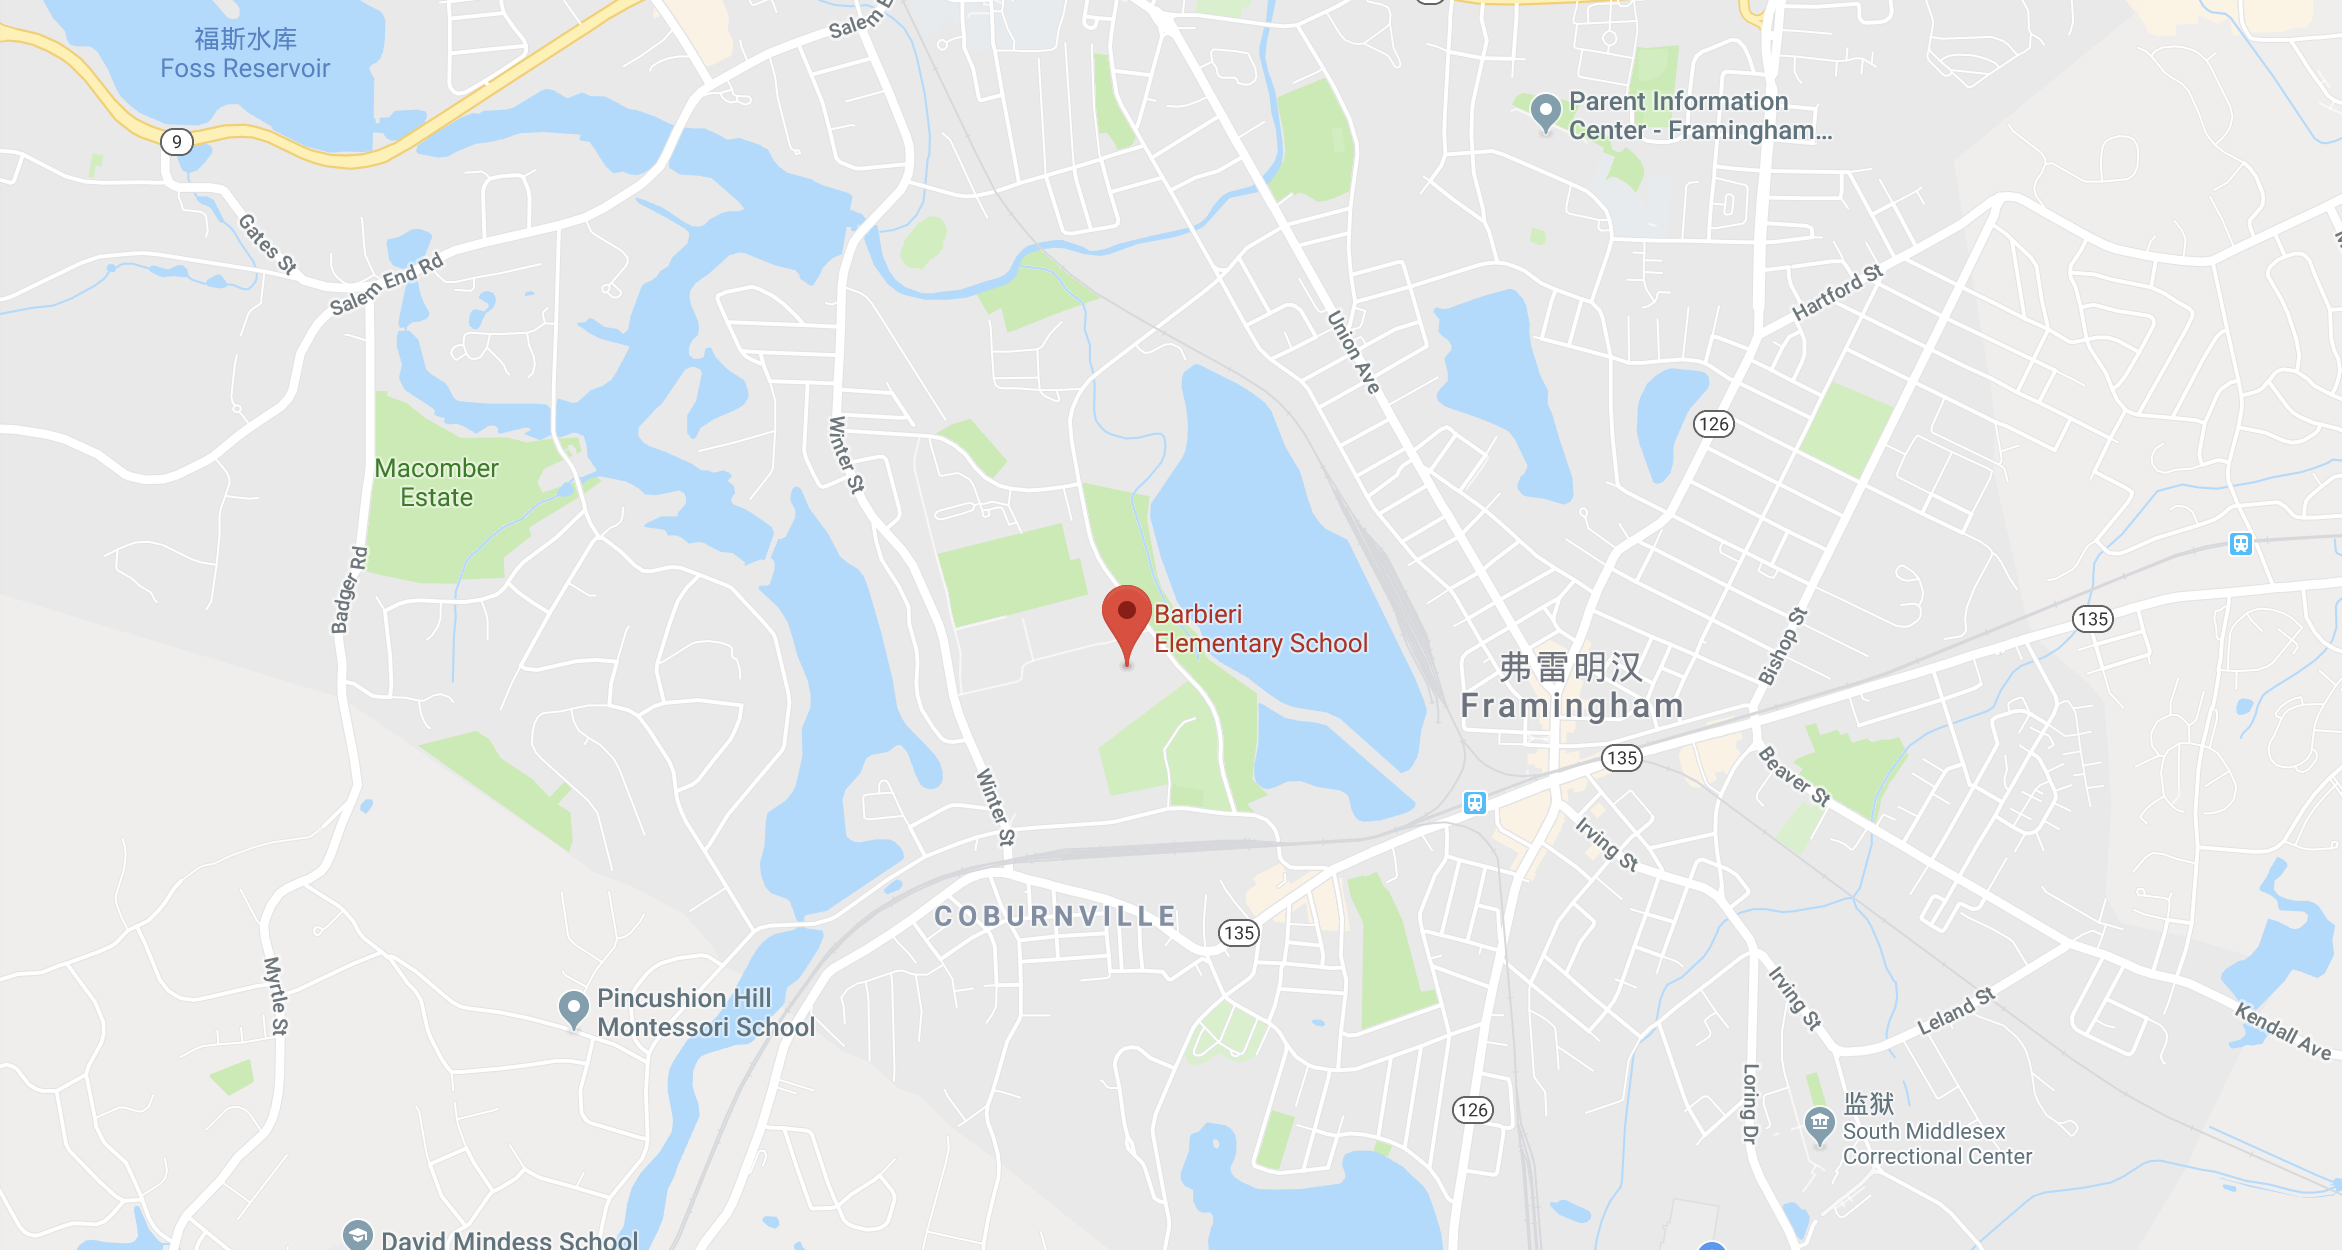 福斯水库
Foss Reservoir
Salem E
9
Gates St
Salem End Rd
Parent Information
Center - Framingham...
Hartford St
Union Ave
126
Winter St
Macomber
Estate
Badger Rd
Barbieri
Elementary School
弗雷明汉
Framingham
Bishop St
135
135
Beaver St
Winter St
Irving St
COBURNVILLE
135
Myrtle St
Pincushion Hill
Montessori School
Irving St
Leland St
Kendall Ave
Loring Dr
126
监狱
South Middlesex
Correctional Center
David Mindess School